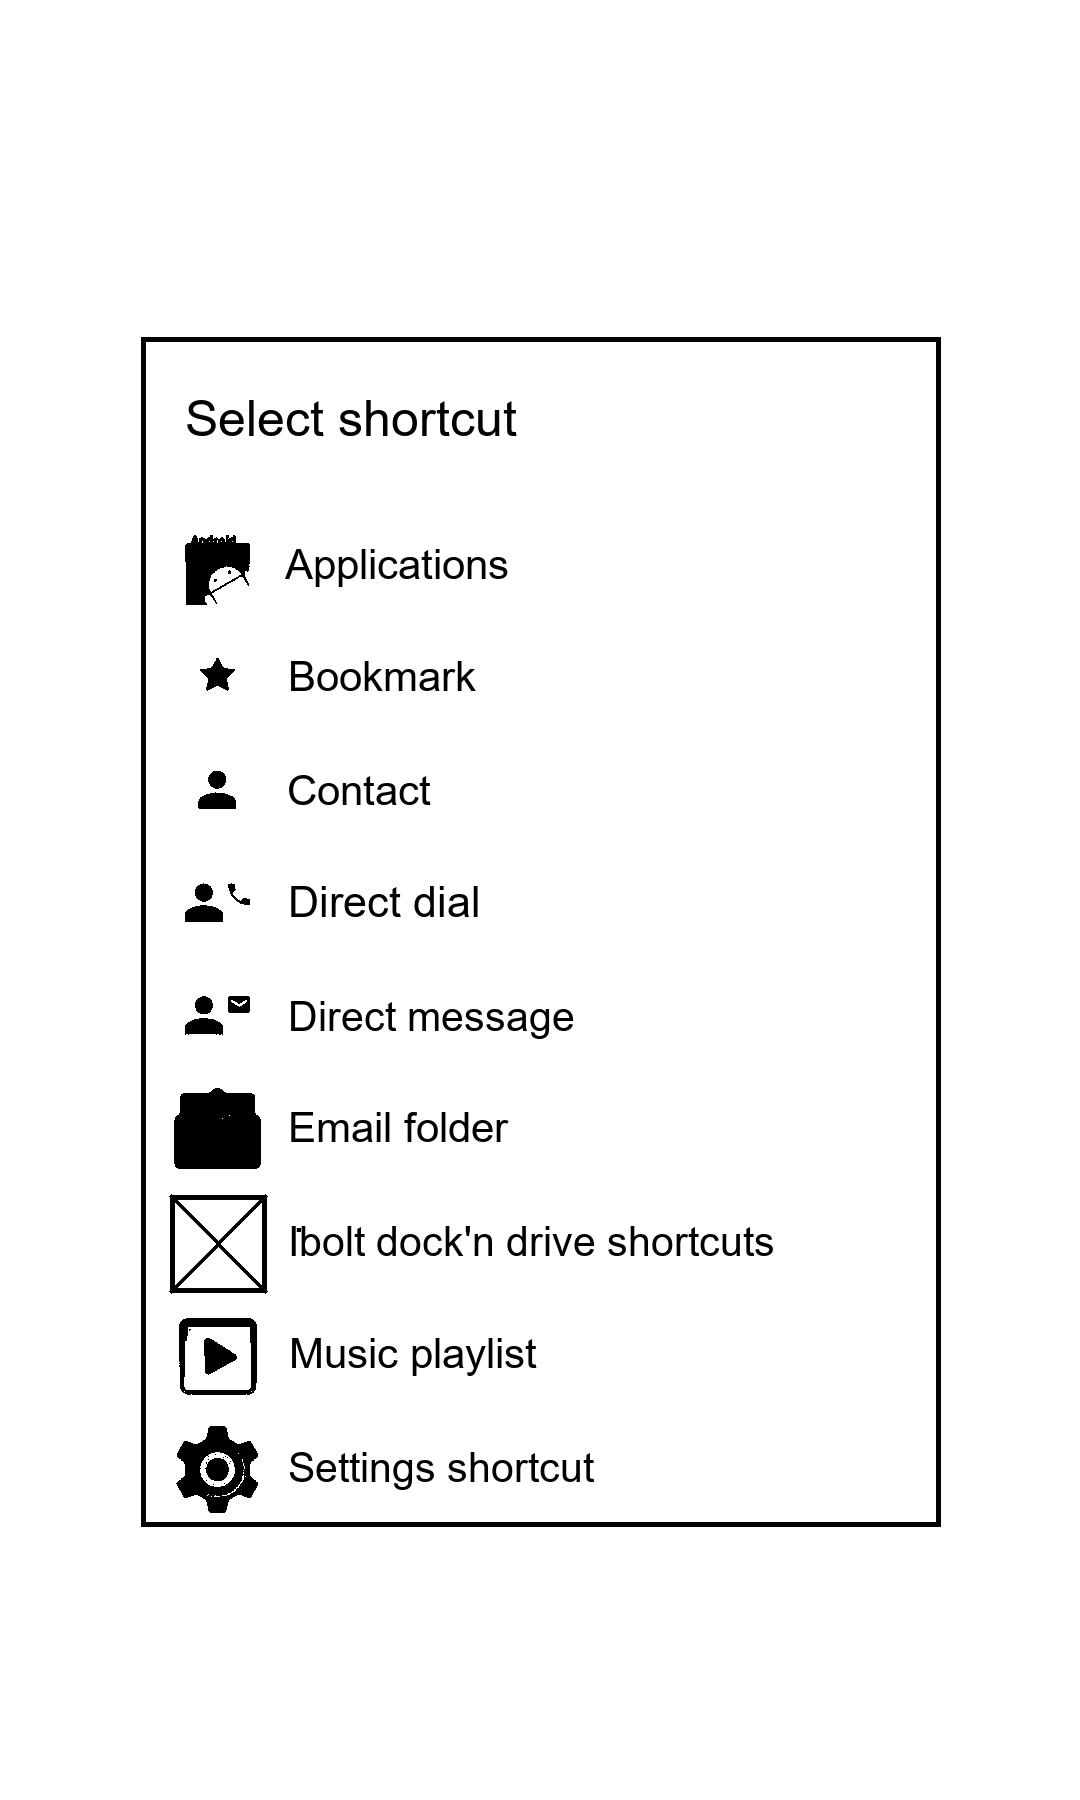 Select shortcut
Android
Applications
Bookmark
Contact
Direct dial
Direct message
Email folder
Ibolt dock'n drive shortcuts
Music playlist
Settings shortcut